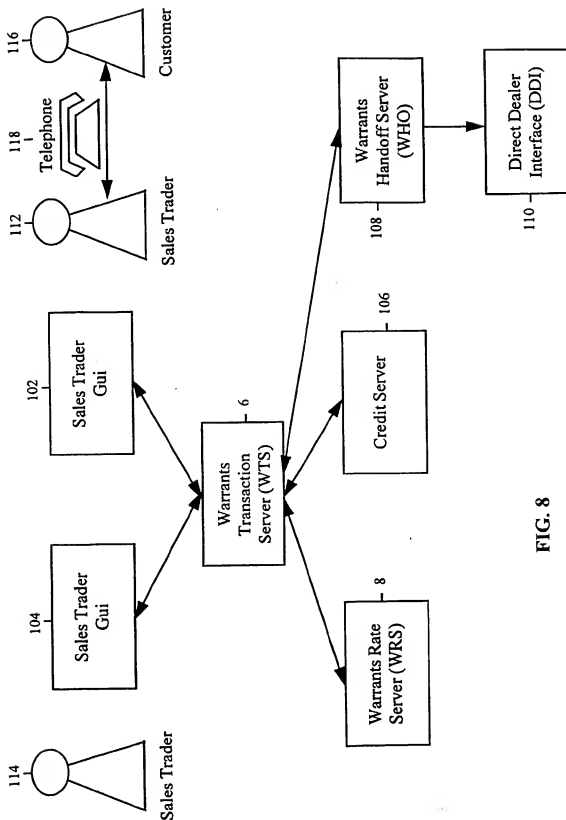 116
Customer
118
Telephone
112
Sales Trader
102
Sales Trader
Gui
104
Sales Trader
Gui
114
Sales Trader
Warrants
Transaction
Server (WTS)
6
Warrants
Handoff Server
(WHO)
108
Direct Dealer
Interface (DDI)
110
106
Credit Server
8
Warrants Rate
Server (WRS)
FIG. 8